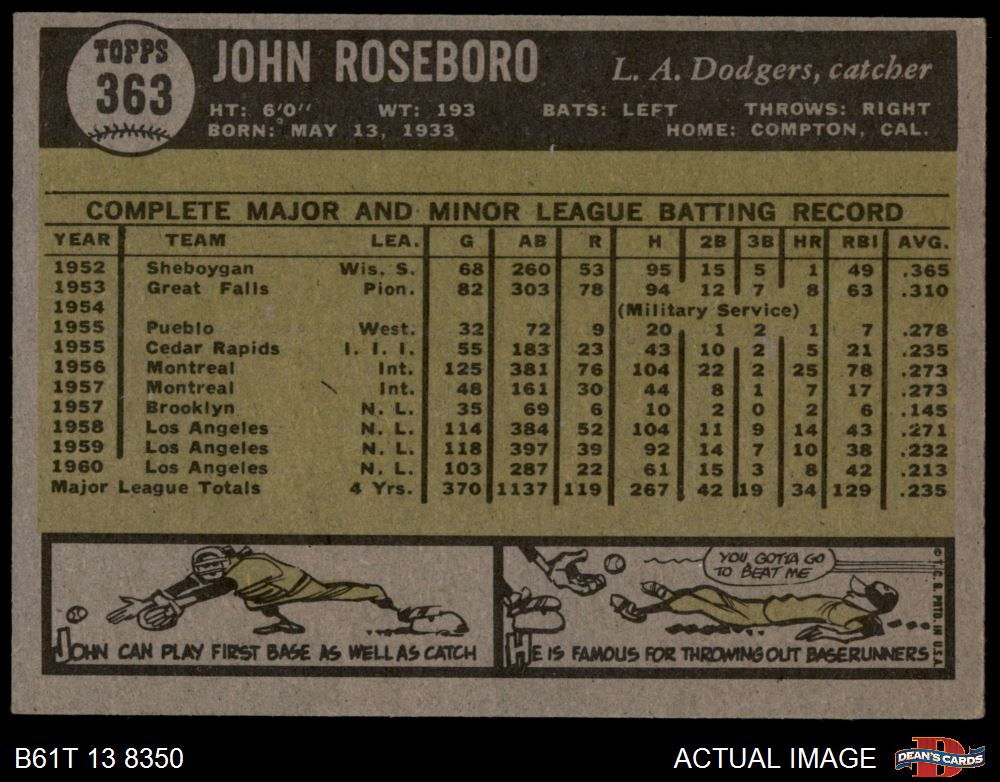 TOPPS
363
JOHN ROSEBORO
L. A. Dodgers, catcher
HT: 6'0" WT: 193 BATS: LEFT THROWS: RIGHT
BORN: MAY 13, 1933 HOME: COMPTON, CAL.
COMPLETE MAJOR AND MINOR LEAGUE BATTING RECORD
YEAR TEAM LEA. G AB R H 2B 3B HR RBI AVG.
1952 Sheboygan Wis. S. 68 260 53 95 15 5 1 49 .365
1953 Great Falls Pion. 82 303 78 94 12 7 8 63 .310
1954 (Military Service)
1955 Pueblo West. 32 72 9 20 1 2 1 7 .278
1955 Cedar Rapids I. I. I. 55 183 23 43 10 2 5 21 .235
1956 Montreal Int. 125 381 76 104 22 2 25 78 .273
1957 Montreal Int. 48 161 30 44 8 1 7 17 .273
1957 Brooklyn N. L. 35 69 6 10 2 0 2 6 .145
1958 Los Angeles N. L. 114 384 52 104 11 9 14 43 .271
1959 Los Angeles N. L. 118 397 39 92 14 7 10 38 .232
1960 Los Angeles N. L. 103 287 22 61 15 3 8 42 .213
Major League Totals 4 Yrs. 370 1137 119 267 42 19 34 129 .235
JOHN CAN PLAY FIRST BASE AS WELL AS CATCH
YOU GOTTA GO
TO BEAT ME
HE IS FAMOUS FOR THROWING OUT BASERUNNERS
© T.C.G. PRTD. IN U.S.A.
B61T 13 8350
ACTUAL IMAGE
D
DEAN'S CARDS